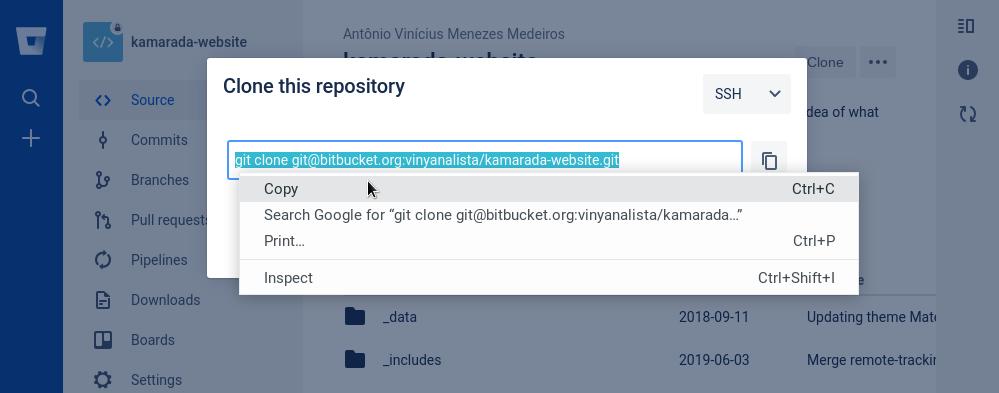 kamarada-website
Source
Commits
Branches
Pull requests
Pipelines
Downloads
Boards
Settings
Antônio Vinícius Menezes Medeiros
kamarada-website
Clone
dea of what
Clone this repository
SSH
git clone git@bitbucket.org:vinyanalista/kamarada-website.git
Copy Ctrl+C
Search Google for “git clone git@bitbucket.org:vinyanalista/kamarada…”
Print… Ctrl+P
Inspect Ctrl+Shift+I
_data 2018-09-11 Updating theme Mate
_includes 2019-06-03 Merge remote-trackin